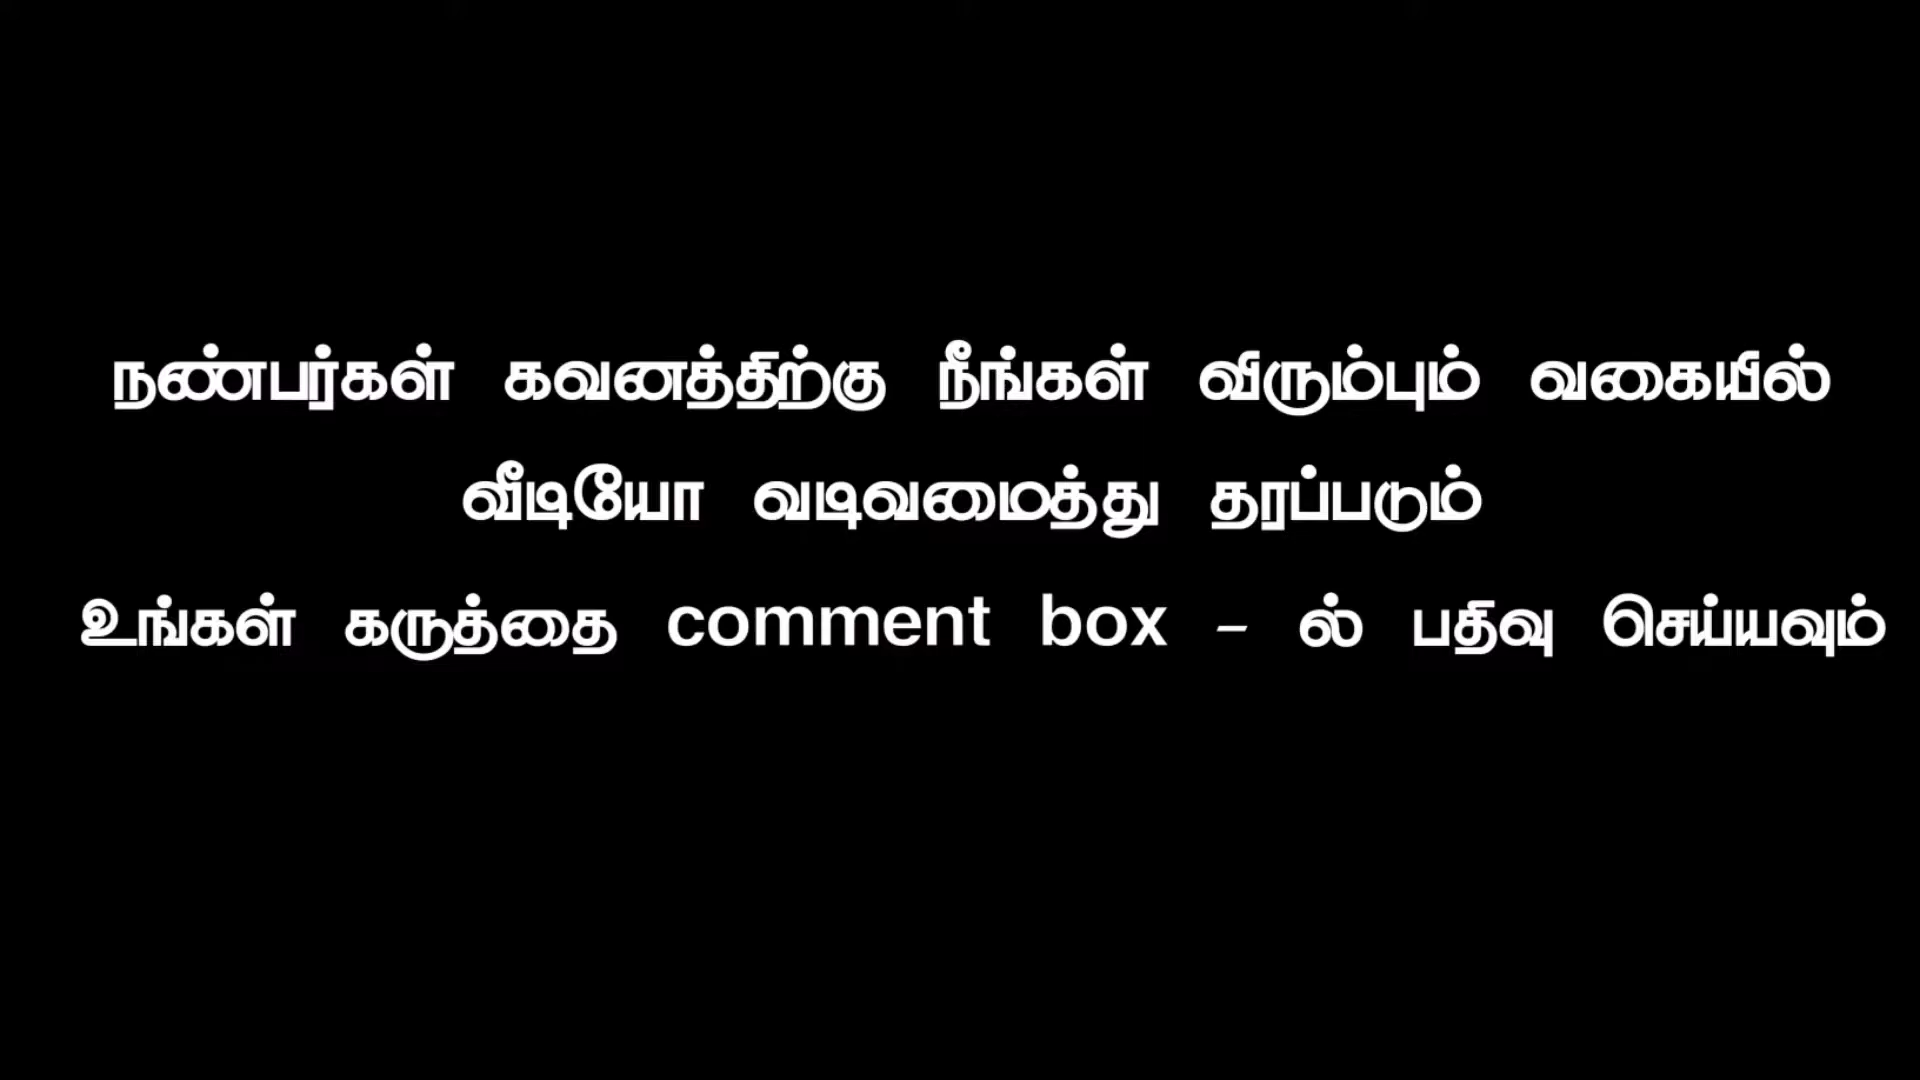 நண்பர்கள் கவனத்திற்கு நீங்கள் விரும்பும் வகையில்
வீடியோ வடிவமைத்து தரப்படும்
உங்கள் கருத்தை comment box - ல் பதிவு செய்யவும்